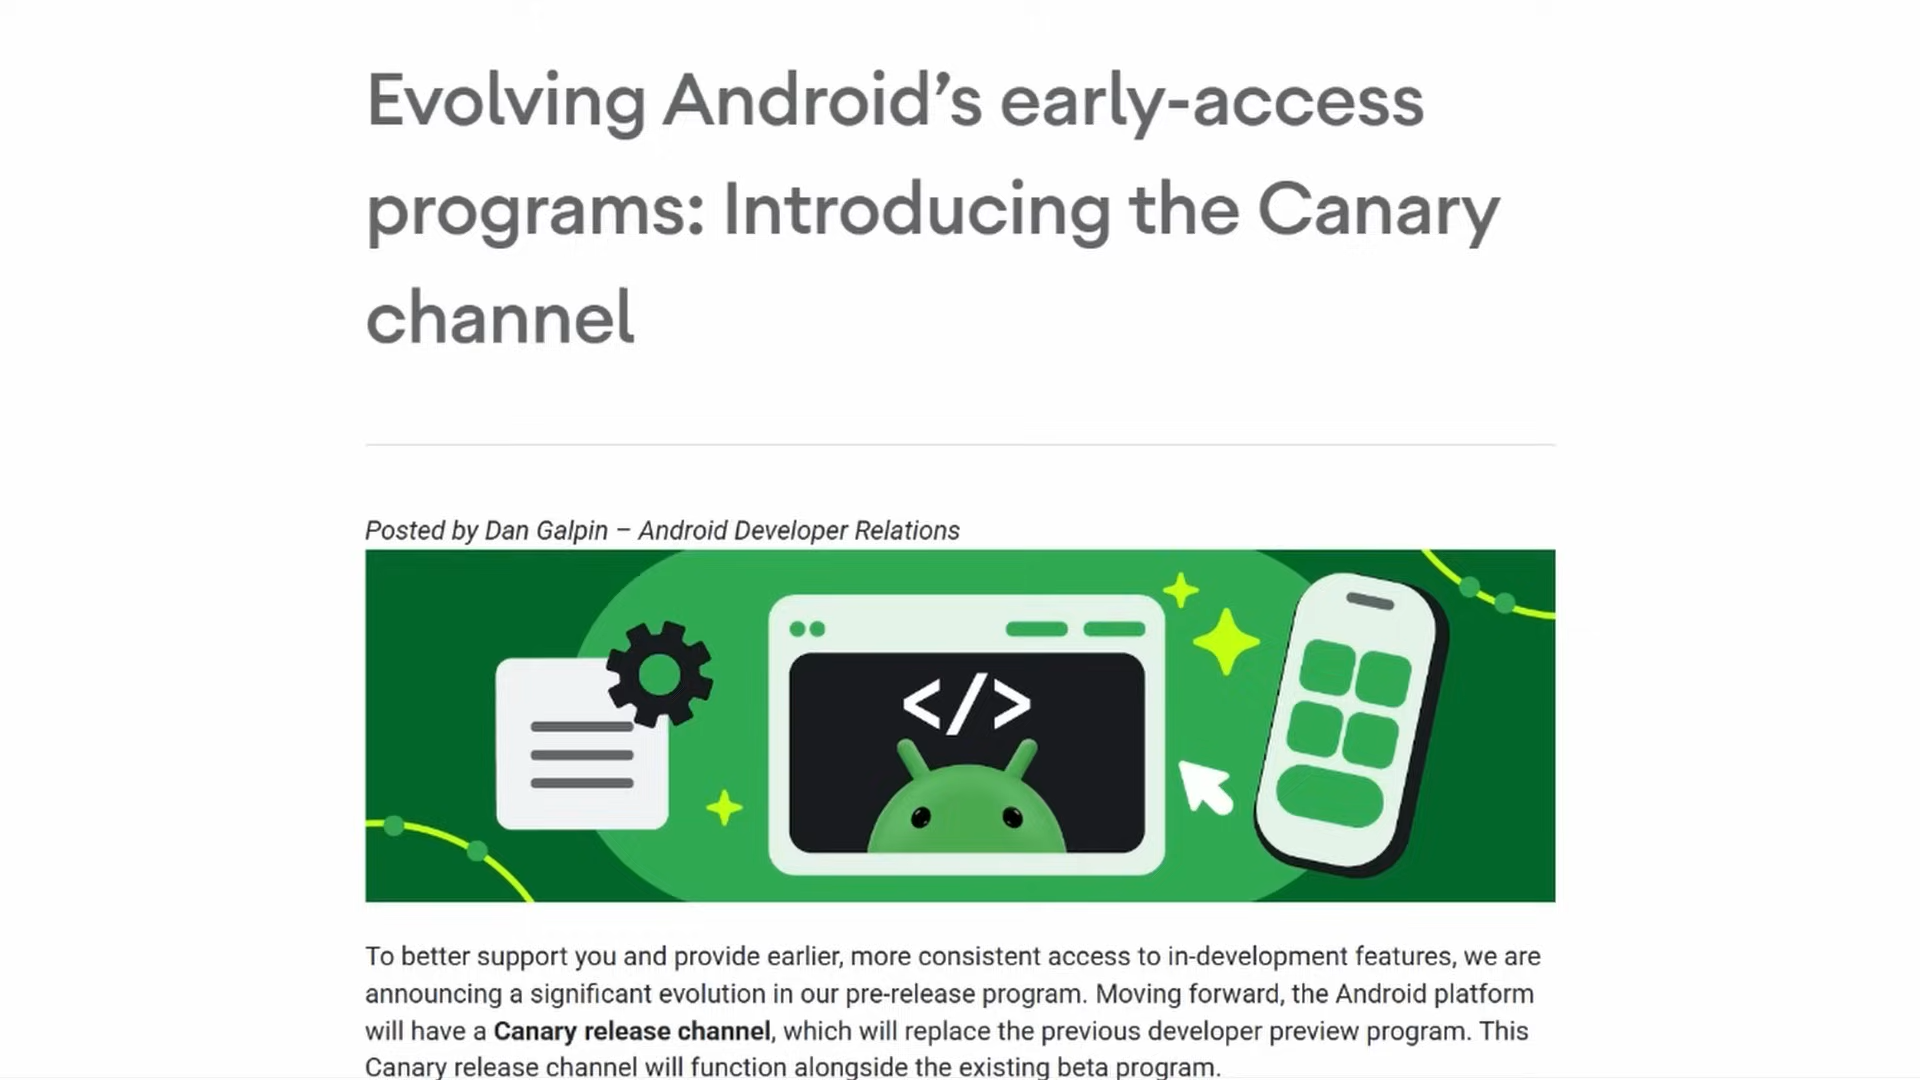 Evolving Android’s early-access
programs: Introducing the Canary
channel
Posted by Dan Galpin – Android Developer Relations
</>
To better support you and provide earlier, more consistent access to in-development features, we are
announcing a significant evolution in our pre-release program. Moving forward, the Android platform
will have a Canary release channel, which will replace the previous developer preview program. This
Canary release channel will function alongside the existing beta program.